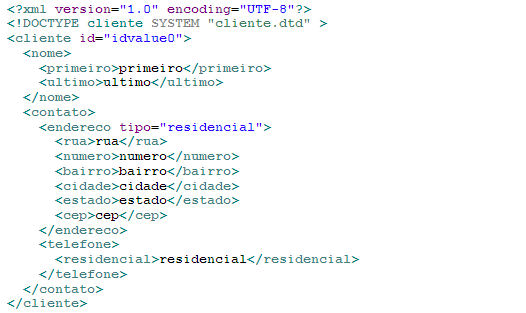 <?xml version="1.0" encoding="UTF-8"?>
<!DOCTYPE cliente SYSTEM "cliente.dtd" >
<cliente id="idvalue0">
  <nome>
    <primeiro>primeiro</primeiro>
    <ultimo>ultimo</ultimo>
  </nome>
  <contato>
    <endereco tipo="residencial">
      <rua>rua</rua>
      <numero>numero</numero>
      <bairro>bairro</bairro>
      <cidade>cidade</cidade>
      <estado>estado</estado>
      <cep>cep</cep>
    </endereco>
    <telefone>
      <residencial>residencial</residencial>
    </telefone>
  </contato>
</cliente>